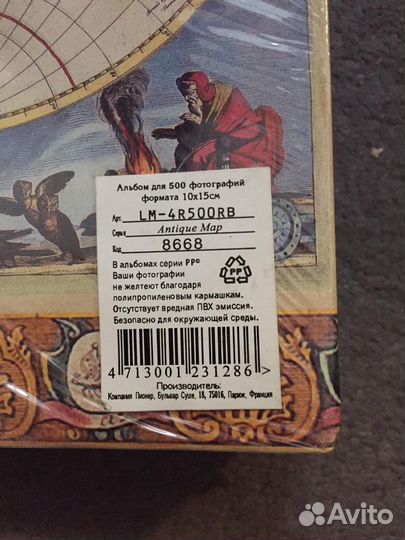 Альбом для 500 фотографий
формата 10х15см
Арт. LM-4R500RB
Серия Antique Map
Код 8668
В альбомах серии PP®
Ваши фотографии
не желтеют благодаря
полипропиленовым кармашкам.
Отсутствует вредная ПВХ эмиссия.
Безопасно для окружающей среды.
PP
4 713001 231286 >
Производитель:
Компания Пионер, Бульвар Суше, 18, 75016, Париж, Франция
Avito